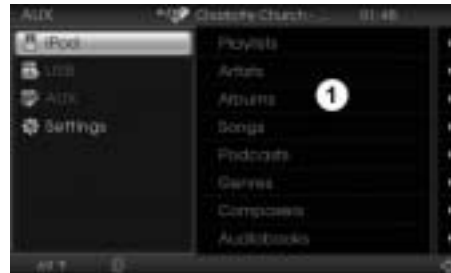 AUX Charlotte Church ... 01:48
iPod
USB
AUX
Settings
Playlists
Artists
Albums
1
Songs
Podcasts
Genres
Composers
Audiobooks